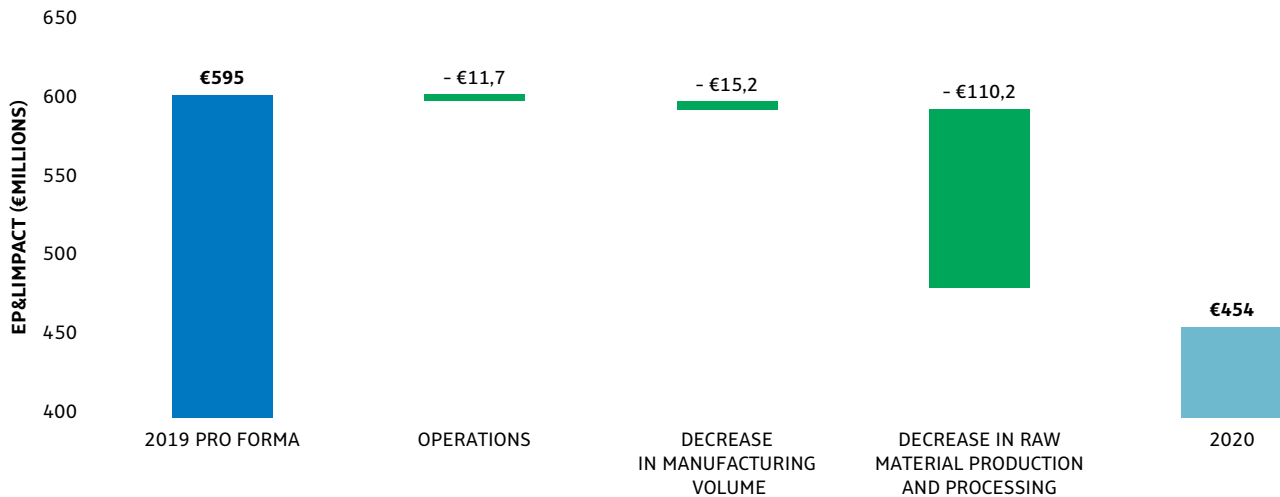 650
600
550
500
450
400
EP&LIMPACT (€MILLIONS)
€595
- €11,7
- €15,2
- €110,2
€454
2019 PRO FORMA
OPERATIONS
DECREASE
IN MANUFACTURING
VOLUME
DECREASE IN RAW
MATERIAL PRODUCTION
AND PROCESSING
2020